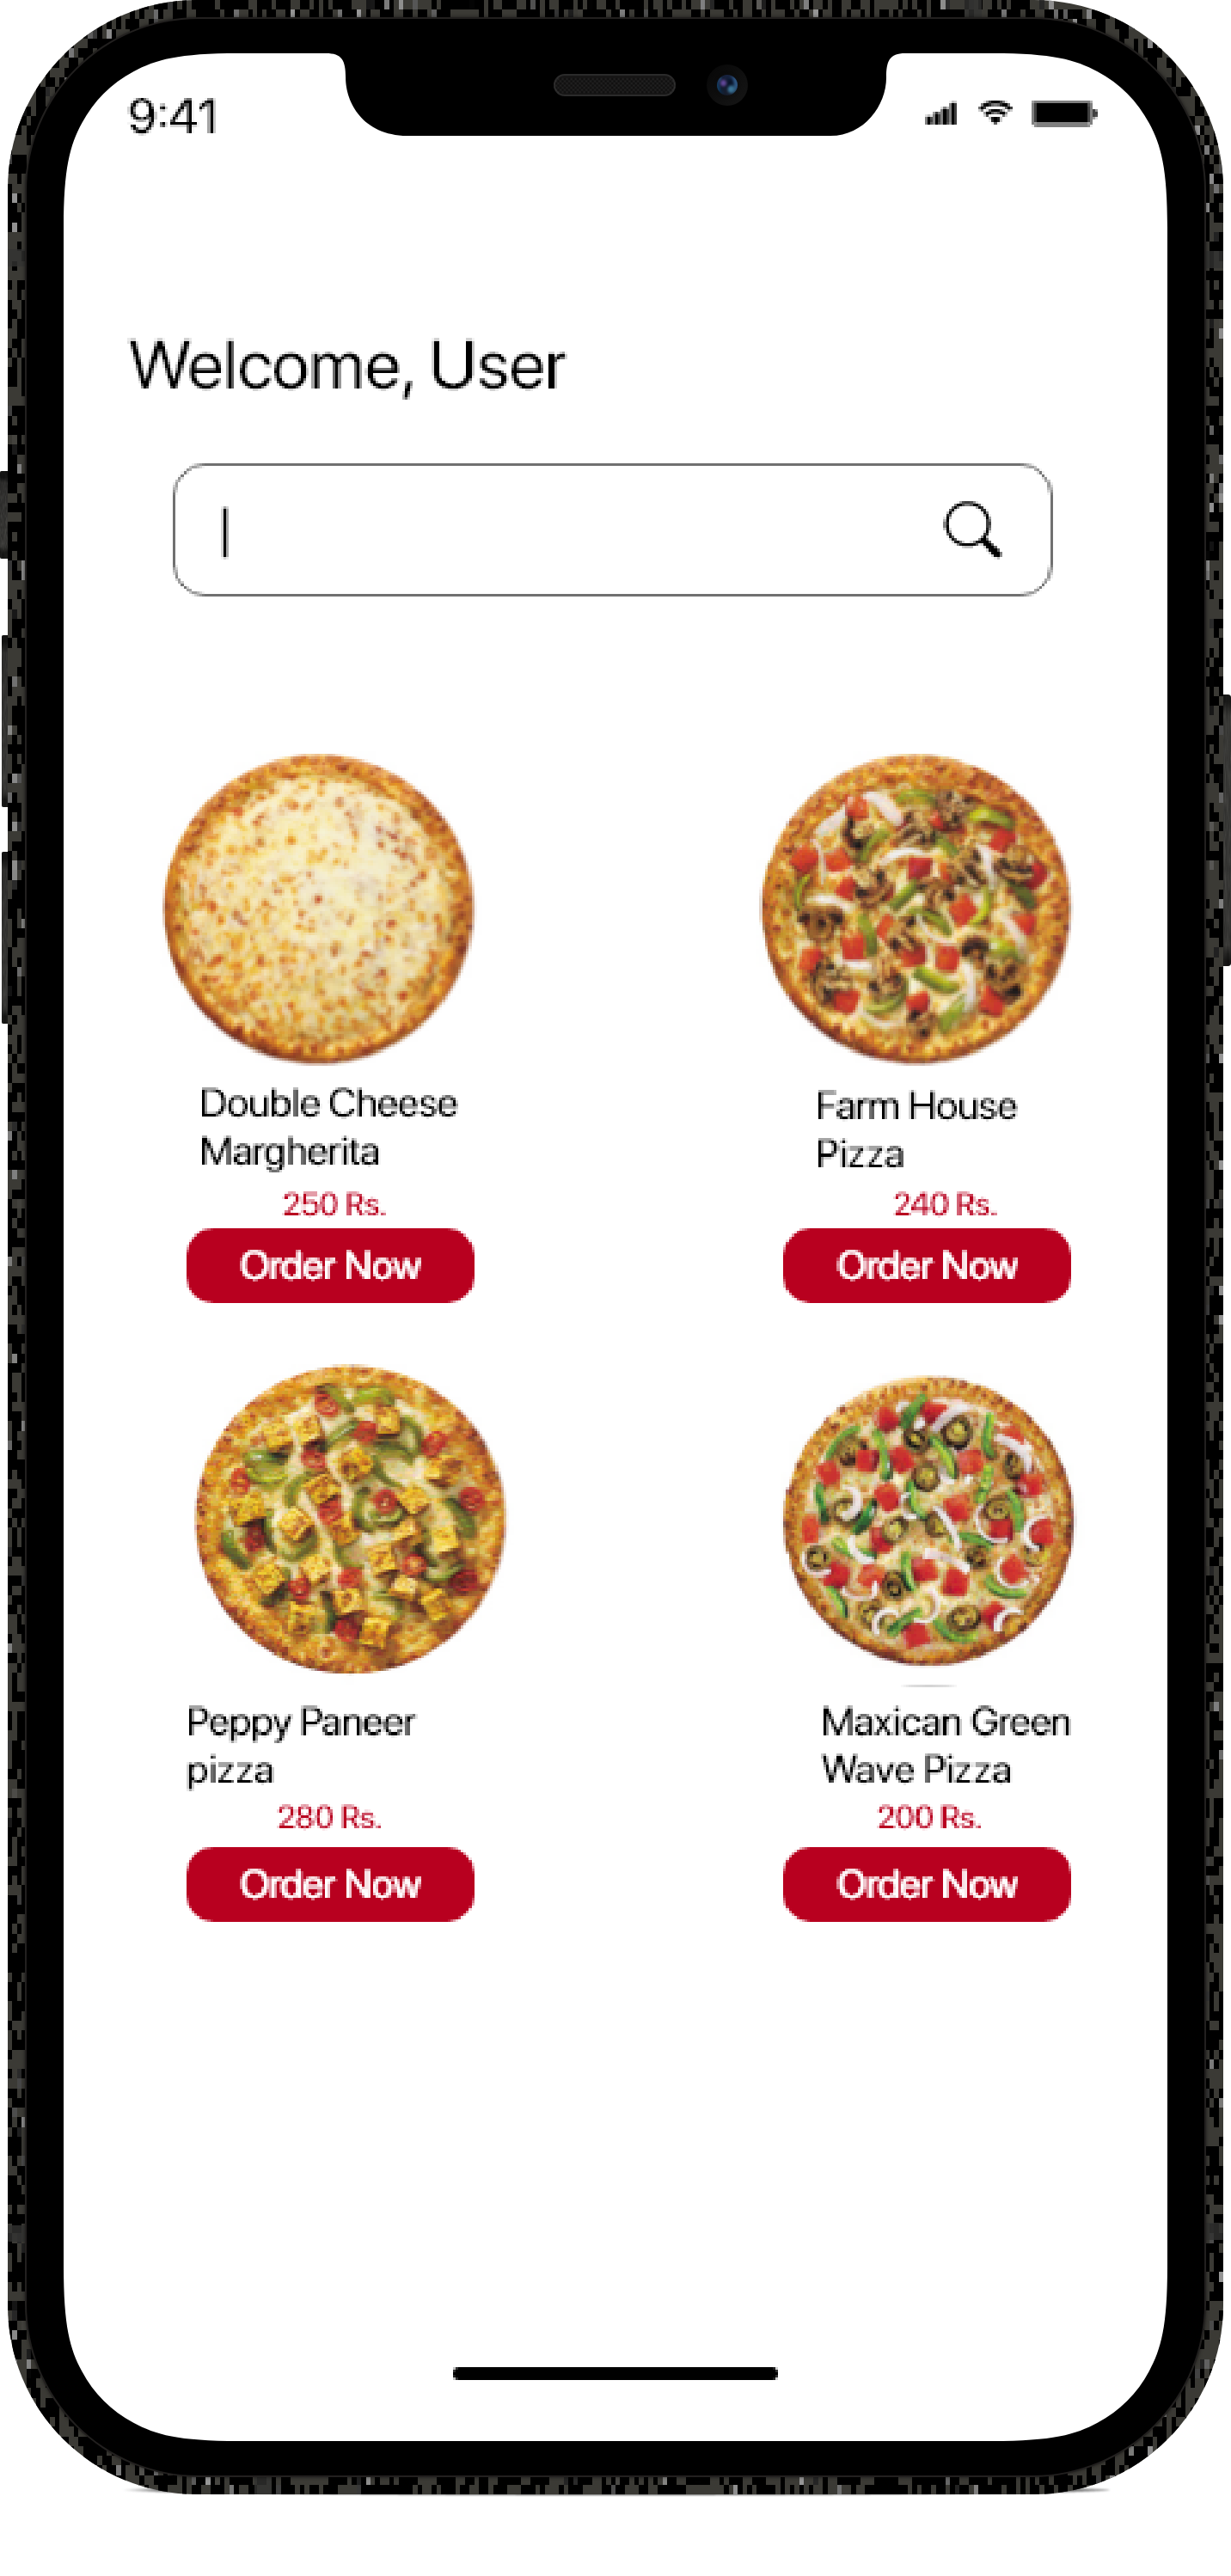 9:41
Welcome, User
Double Cheese
Margherita
250 Rs.
Order Now
Farm House
Pizza
240 Rs.
Order Now
Peppy Paneer
pizza
280 Rs.
Order Now
Maxican Green
Wave Pizza
200 Rs.
Order Now